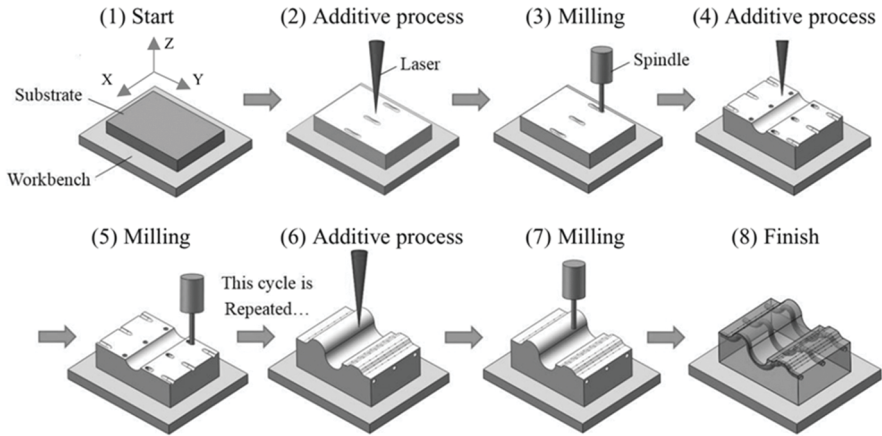 (1) Start
(2) Additive process
(3) Milling
(4) Additive process
Z
X
Y
Laser
Spindle
Substrate
Workbench
(5) Milling
(6) Additive process
(7) Milling
(8) Finish
This cycle is
Repeated…